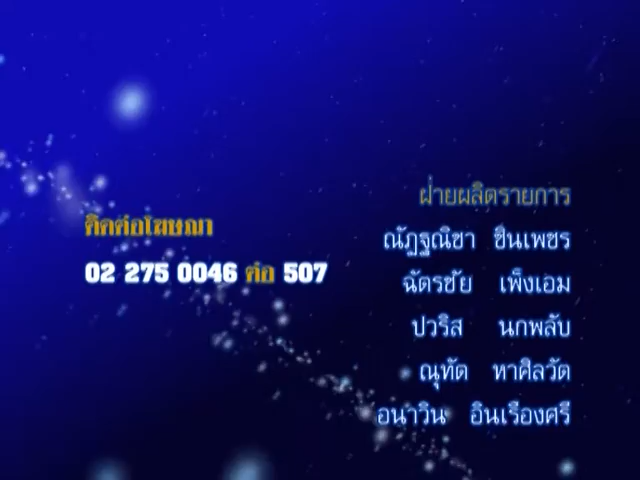 ติดต่อโฆษณา
02 275 0046 ต่อ 507
ฝ่ายผลิตรายการ
ณัฏฐณิชา ชินเพชร
ฉัตรชัย เพ็งเอม
ปวริส นกพลับ
ณุทัต ทาศิลวัต
อนาวิน อินเรืองศรี